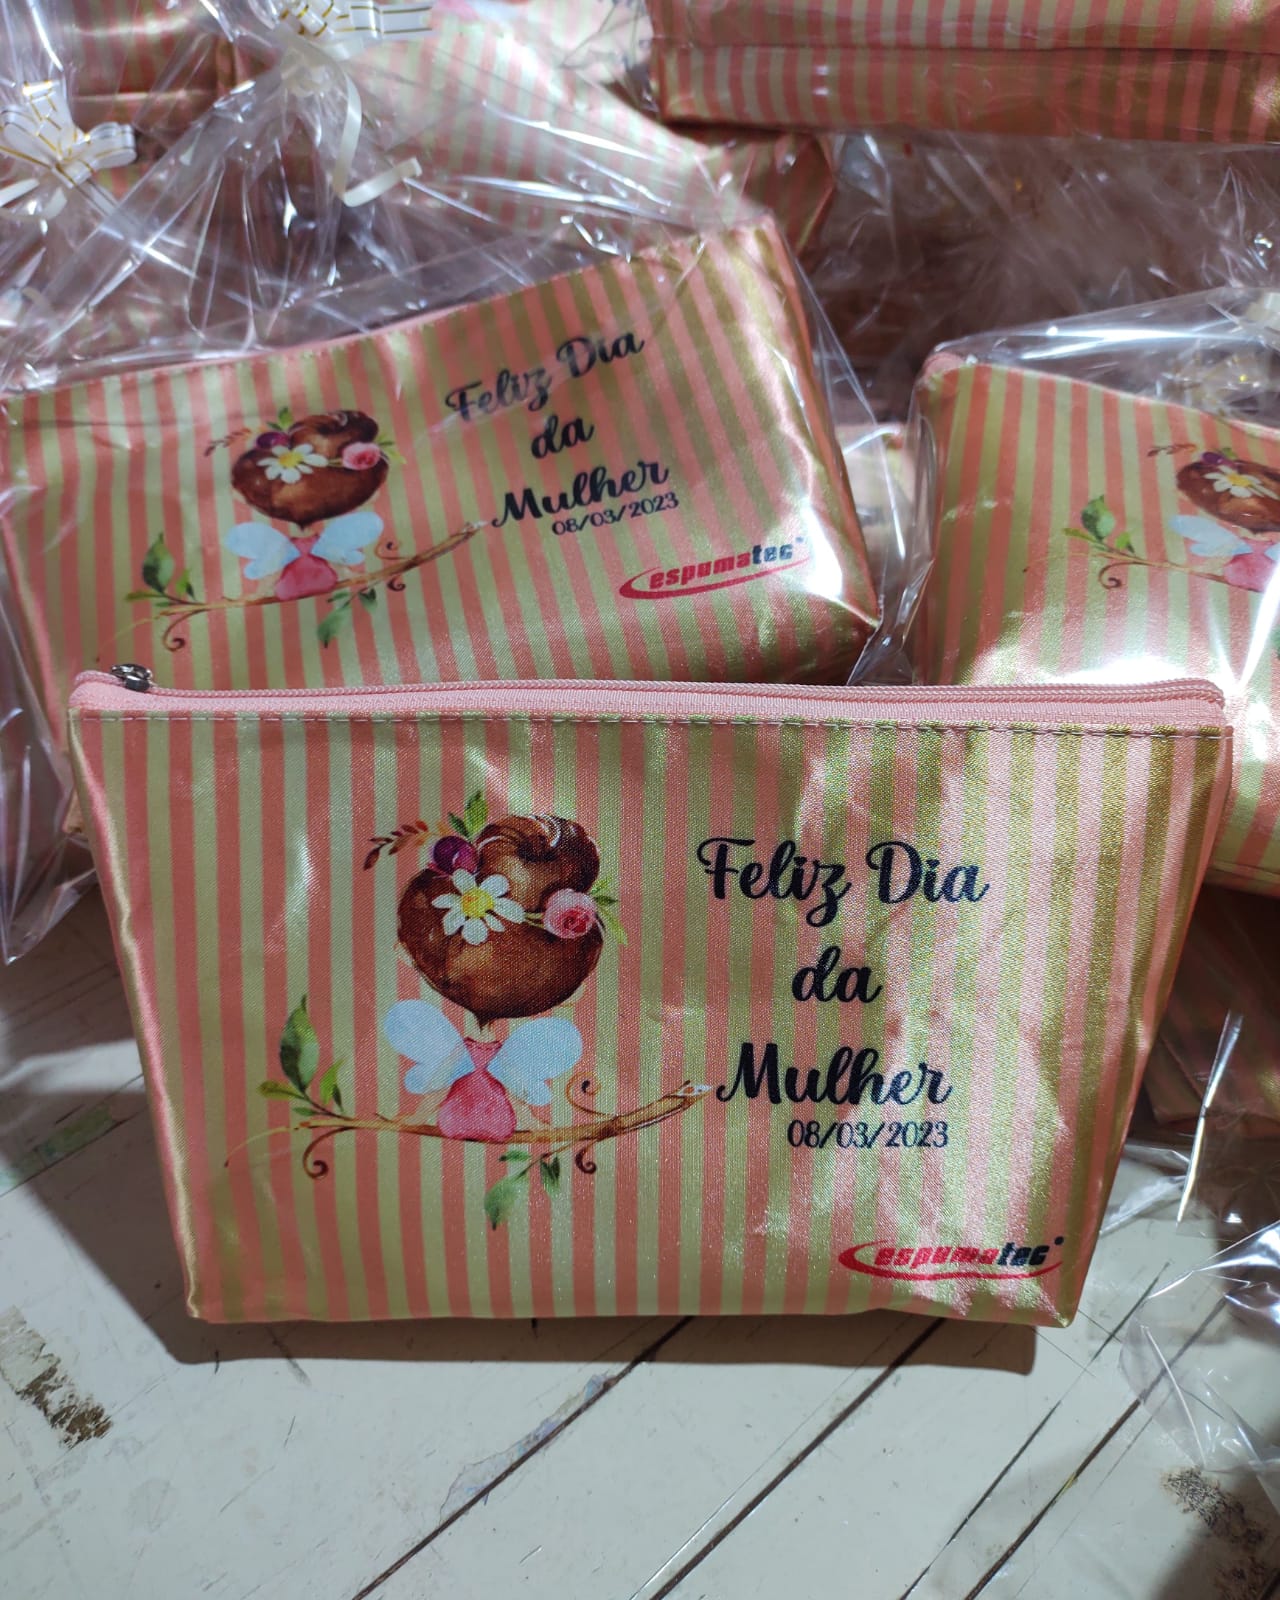 Feliz Dia
da
Mulher
08/03/2023
espumatec
Feliz Dia
da
Mulher
08/03/2023
espumatec